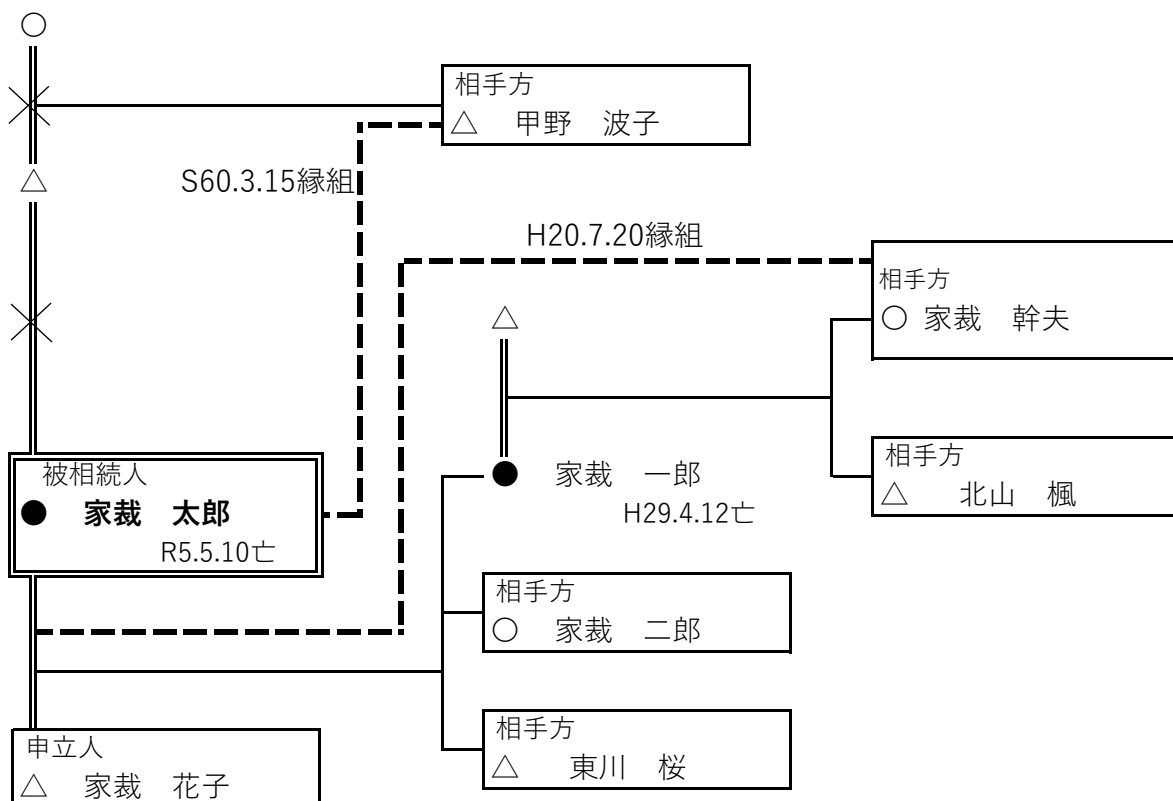 ○
相手方
△ 甲野 波子
△
S60.3.15縁組
H20.7.20縁組
相手方
○ 家裁 幹夫
△
相手方
△ 北山 楓
● 家裁 一郎
H29.4.12亡
被相続人
● 家裁 太郎
R5.5.10亡
相手方
○ 家裁 二郎
相手方
△ 東川 桜
申立人
△ 家裁 花子